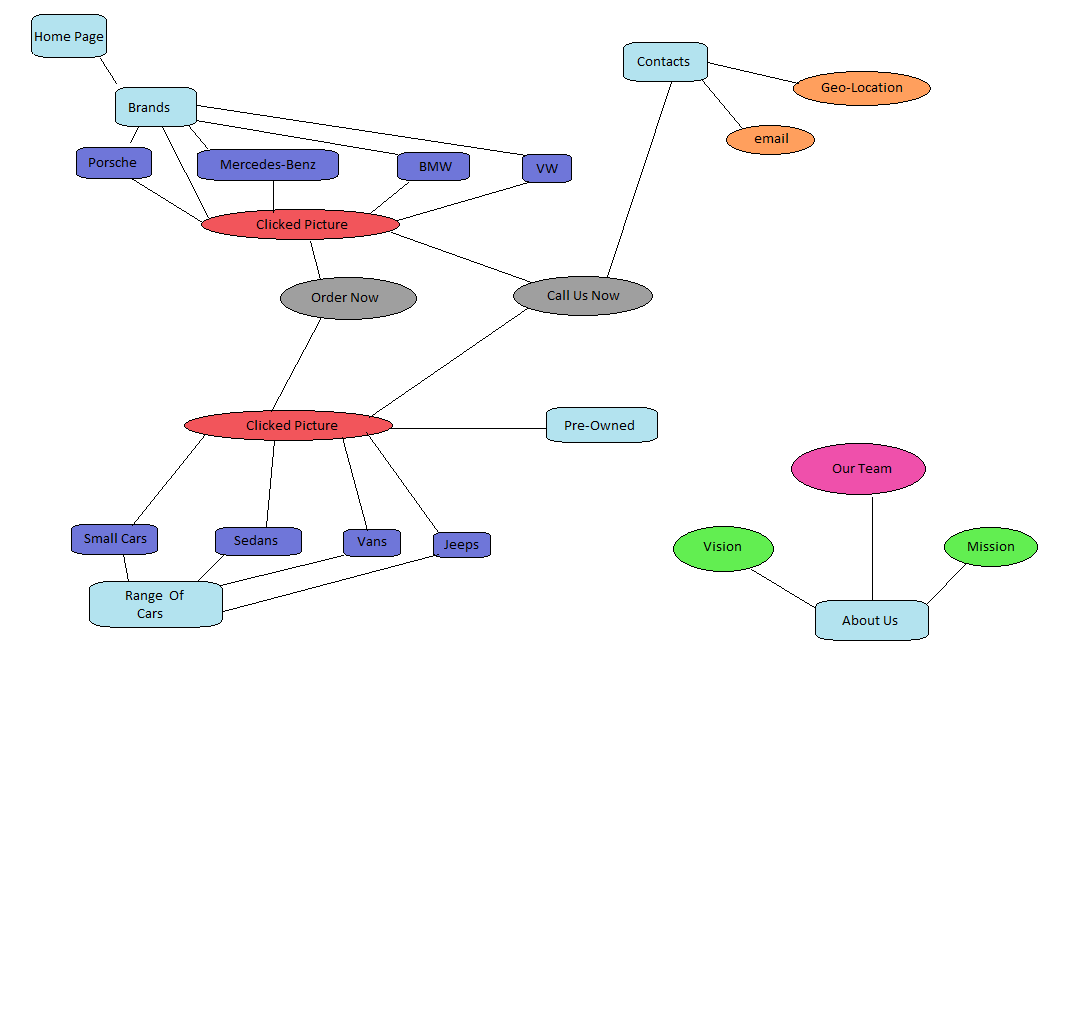 Home Page
Contacts
Geo-Location
Brands
email
Porsche
Mercedes-Benz
BMW
VW
Clicked Picture
Order Now
Call Us Now
Clicked Picture
Pre-Owned
Our Team
Small Cars
Sedans
Vans
Jeeps
Vision
Mission
Range Of
Cars
About Us